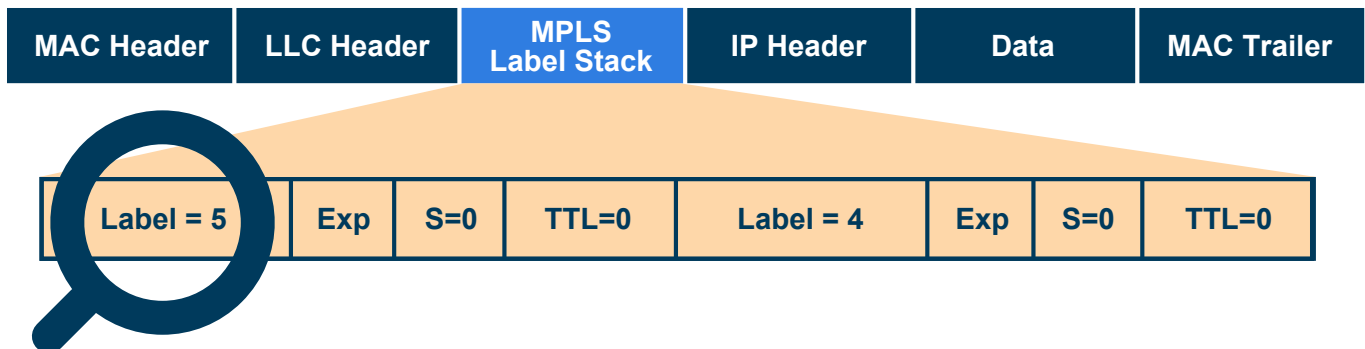 MAC Header
LLC Header
MPLS
Label Stack
IP Header
Data
MAC Trailer
Label = 5
Exp
S=0
TTL=0
Label = 4
Exp
S=0
TTL=0